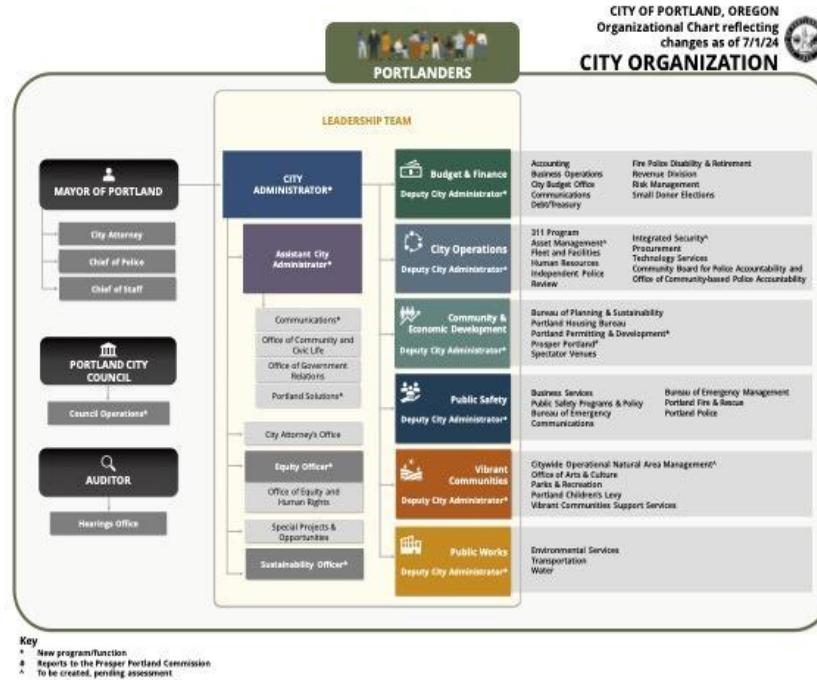 CITY OF PORTLAND, OREGON
Organizational Chart reflecting
changes as of 7/1/24
CITY ORGANIZATION
PORTLANDERS
LEADERSHIP TEAM
MAYOR OF PORTLAND
City Attorney
Chief of Police
Chief of Staff
PORTLAND CITY
COUNCIL
Council Operations*
AUDITOR
Hearings Office
CITY
ADMINISTRATOR*
Assistant City
Administrator*
Communications*
Office of Community and
Civic Life
Office of Government
Relations
Portland Solutions*
City Attorney's Office
Equity Officer*
Office of Equity and
Human Rights
Special Projects &
Opportunities
Sustainability Officer*
Budget & Finance
Deputy City Administrator*
Accounting
Business Operations
City Budget Office
Communications
Debt/Treasury
Fire Police Disability & Retirement
Revenue Division
Risk Management
Small Donor Elections
City Operations
Deputy City Administrator*
311 Program
Asset Management^
Fleet and Facilities
Human Resources
Independent Police
Review
Integrated Security^
Procurement
Technology Services
Community Board for Police Accountability and
Office of Community-based Police Accountability
Community &
Economic Development
Deputy City Administrator*
Bureau of Planning & Sustainability
Portland Housing Bureau
Portland Permitting & Development*
Prosper Portland#
Spectator Venues
Public Safety
Deputy City Administrator*
Business Services
Public Safety Programs & Policy
Bureau of Emergency
Communications
Bureau of Emergency Management
Portland Fire & Rescue
Portland Police
Vibrant
Communities
Deputy City Administrator*
Citywide Operational Natural Area Management^
Office of Arts & Culture
Parks & Recreation
Portland Children's Levy
Vibrant Communities Support Services
Public Works
Deputy City Administrator*
Environmental Services
Transportation
Water
Key
* New program/function
# Reports to the Prosper Portland Commission
^ To be created, pending assessment